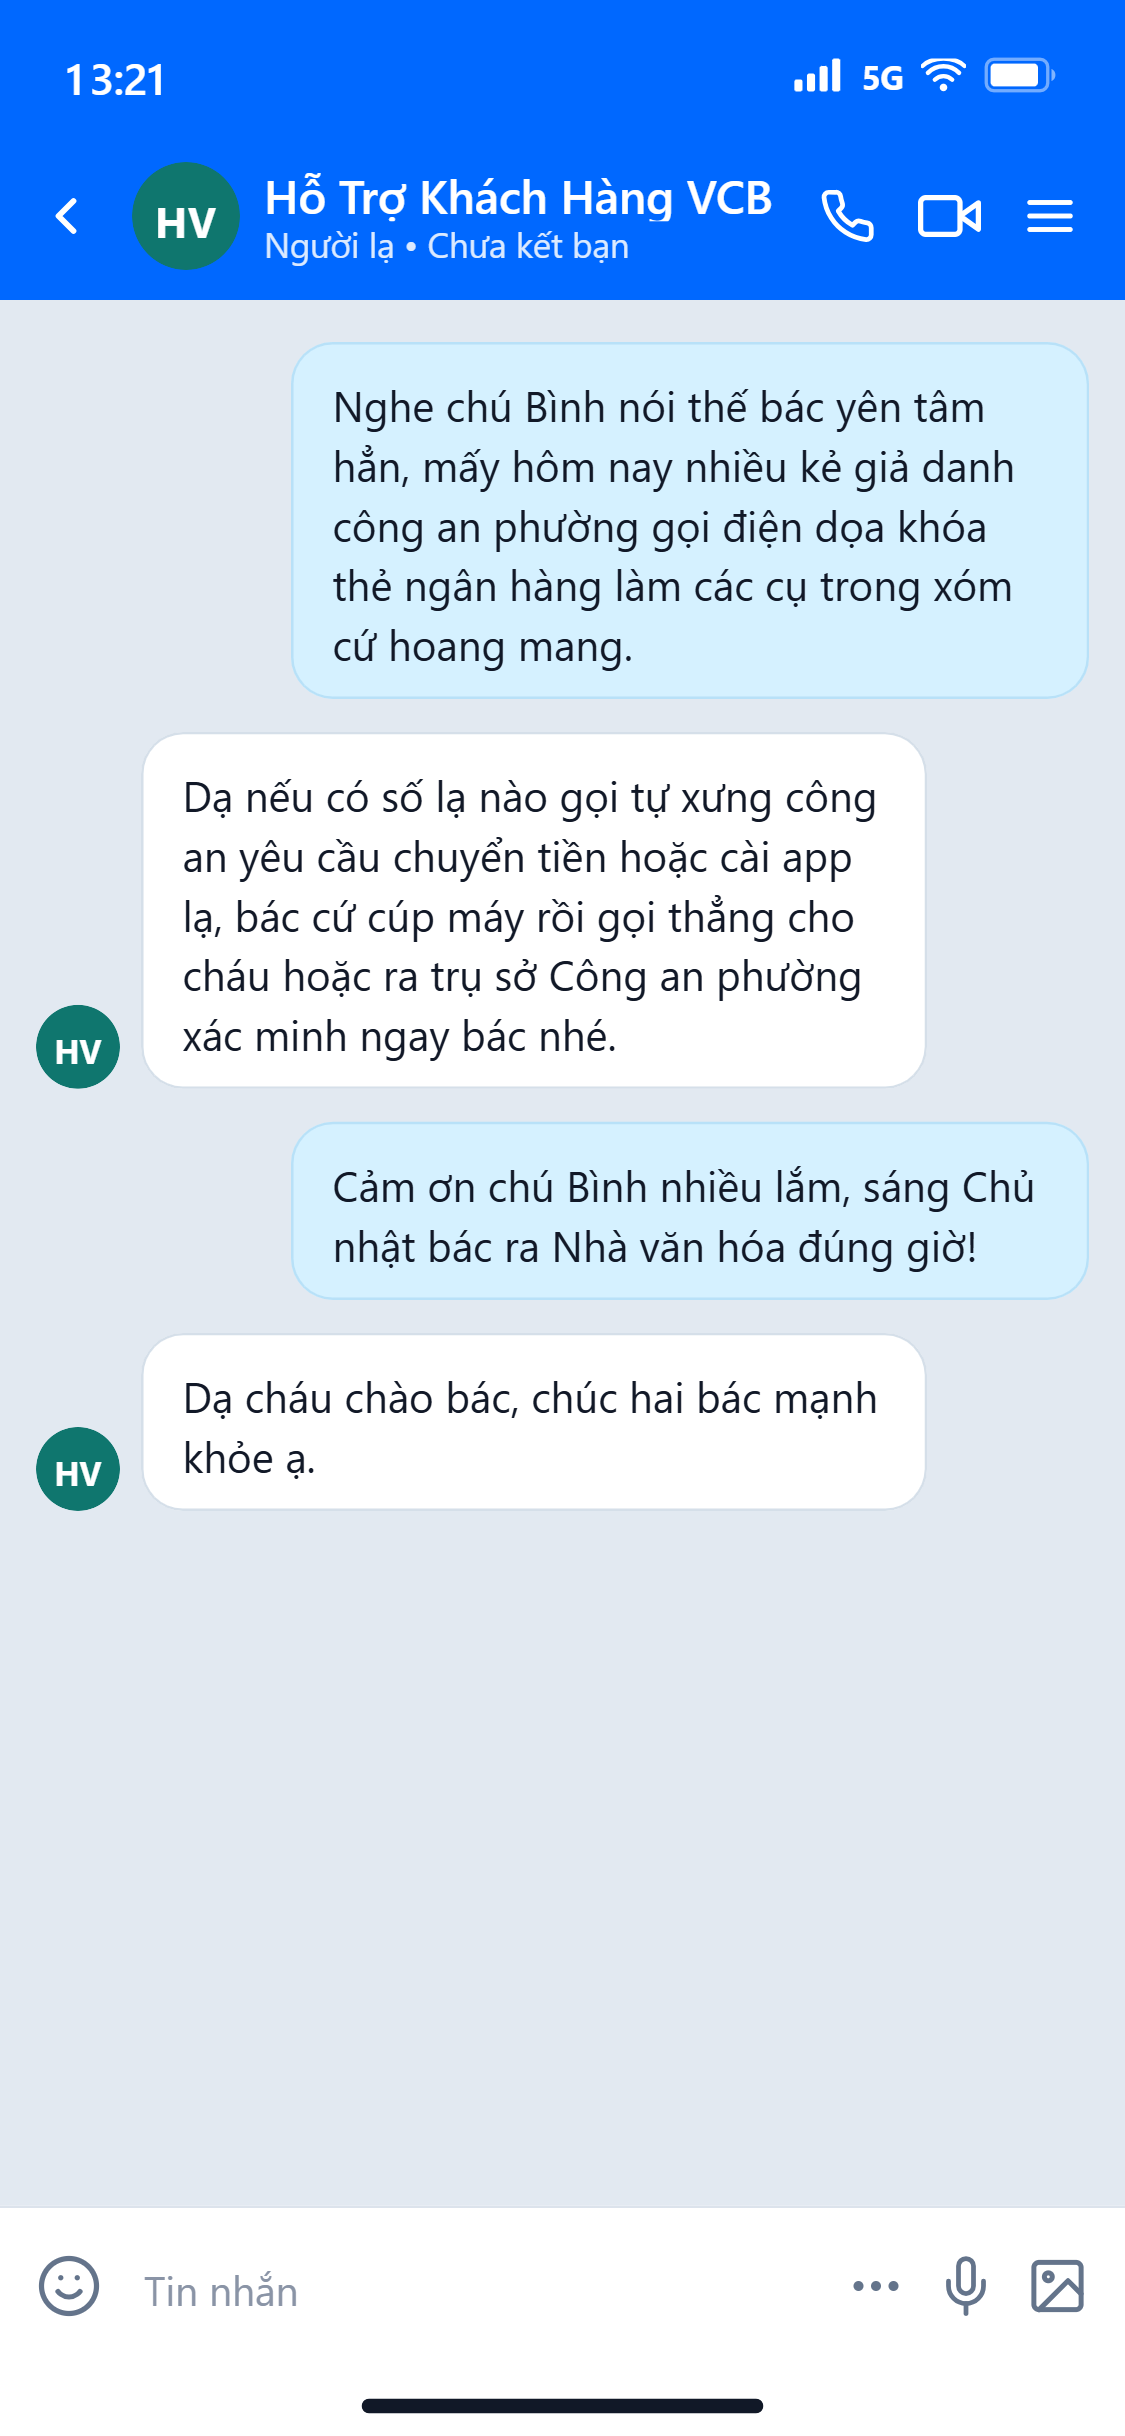 13:21
5G
HV
Hỗ Trợ Khách Hàng VCB
Người lạ • Chưa kết bạn
Nghe chú Bình nói thế bác yên tâm
hẳn, mấy hôm nay nhiều kẻ giả danh
công an phường gọi điện dọa khóa
thẻ ngân hàng làm các cụ trong xóm
cứ hoang mang.
Dạ nếu có số lạ nào gọi tự xưng công
an yêu cầu chuyển tiền hoặc cài app
lạ, bác cứ cúp máy rồi gọi thẳng cho
cháu hoặc ra trụ sở Công an phường
xác minh ngay bác nhé.
HV
Cảm ơn chú Bình nhiều lắm, sáng Chủ
nhật bác ra Nhà văn hóa đúng giờ!
Dạ cháu chào bác, chúc hai bác mạnh
khỏe ạ.
HV
Tin nhắn